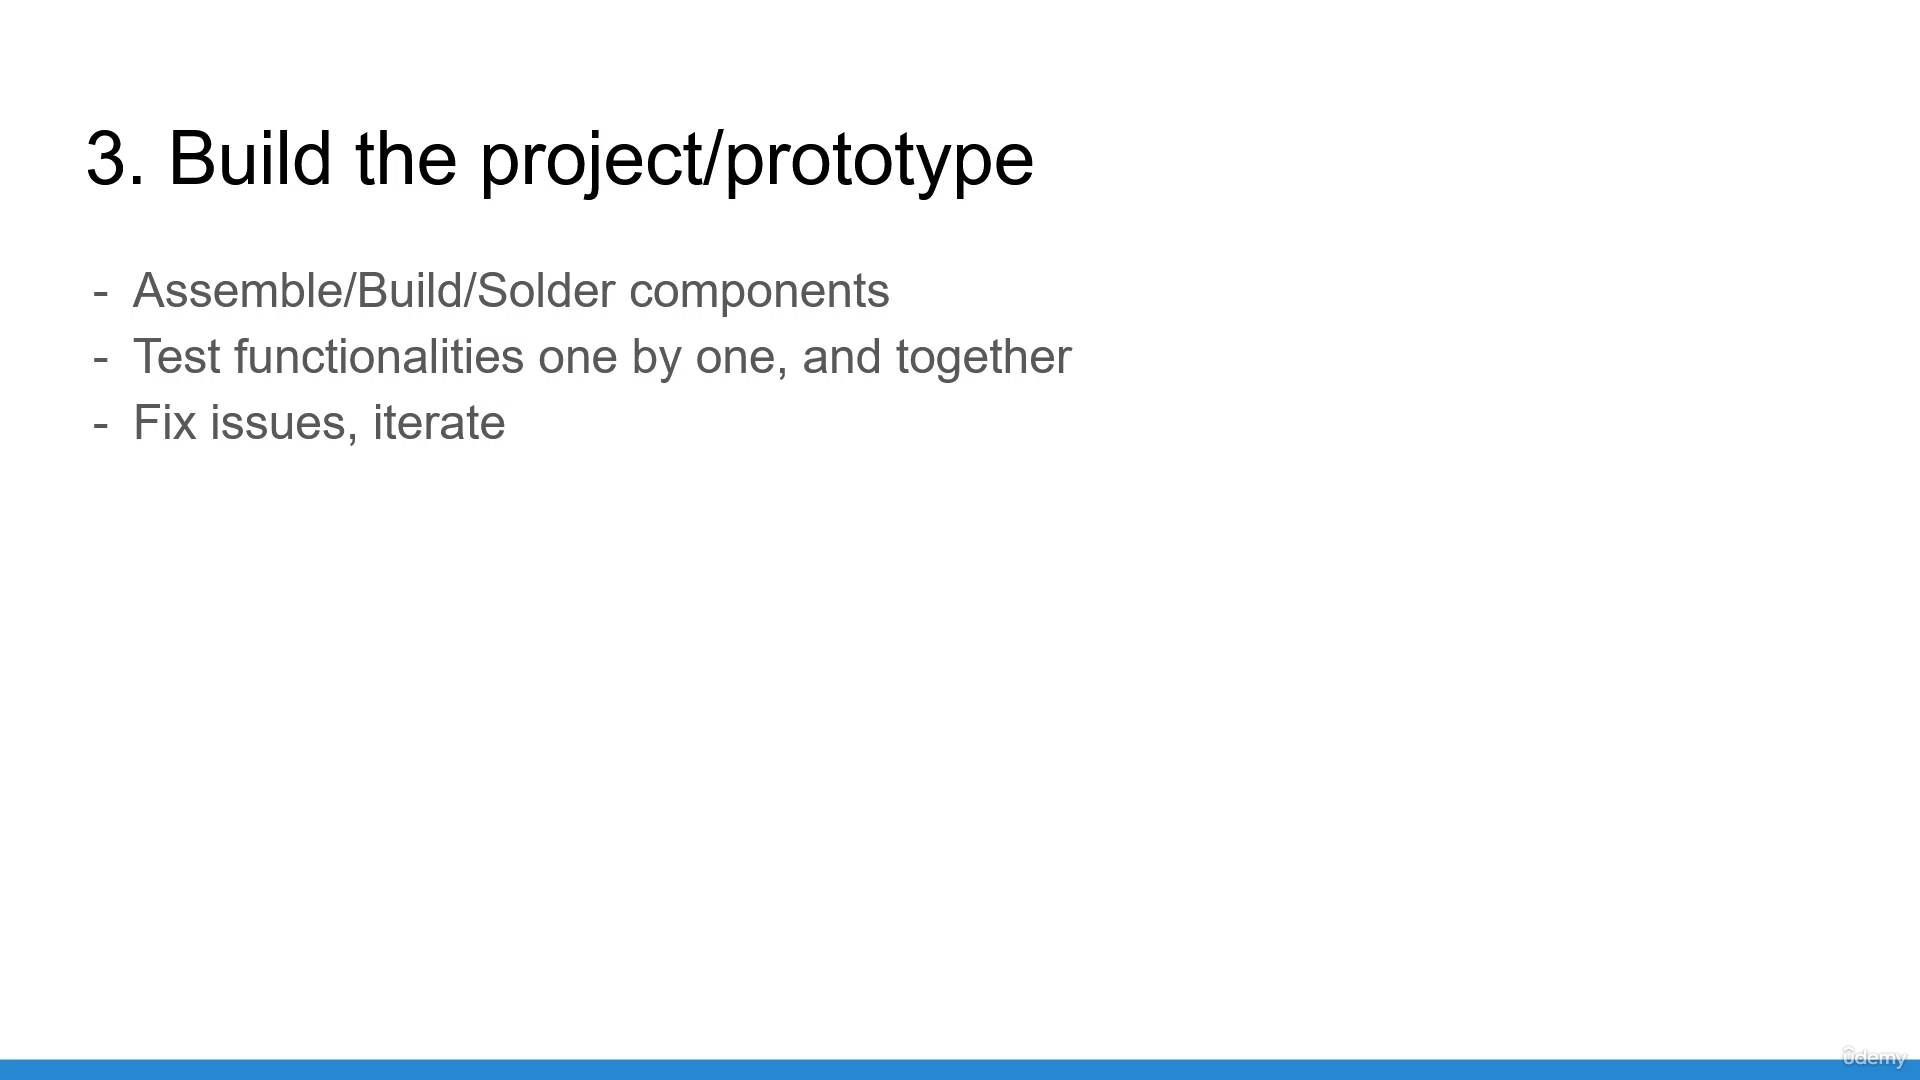 3. Build the project/prototype
- Assemble/Build/Solder components
- Test functionalities one by one, and together
- Fix issues, iterate
ûdemy